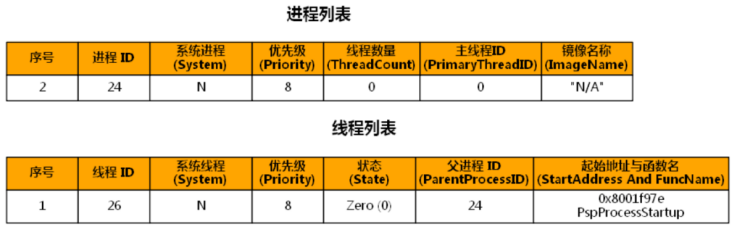 进程列表
序号 进程 ID 系统进程 (System) 优先级 (Priority) 线程数量 (ThreadCount) 主线程ID (PrimaryThreadID) 镜像名称 (ImageName)
2 24 N 8 0 0 "N/A"
线程列表
序号 线程 ID 系统线程 (System) 优先级 (Priority) 状态 (State) 父进程 ID (ParentProcessID) 起始地址与函数名 (StartAddress And FuncName)
1 26 N 8 Zero (0) 24 0x8001f97e PspProcessStartup